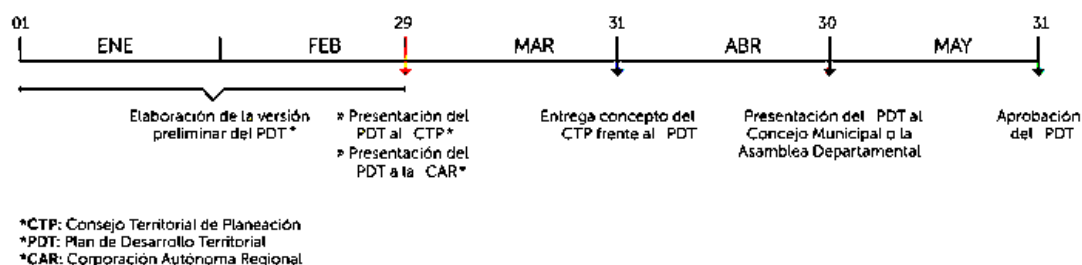 01 29 31 30 31
ENE FEB MAR ABR MAY
Elaboración de la versión
preliminar del PDT*
» Presentación del
PDT al CTP*
» Presentación del
PDT a la CAR*
Entrega concepto del
CTP frente al PDT
Presentación del PDT al
Concejo Municipal o la
Asamblea Departamental
Aprobación
del PDT
*CTP: Consejo Territorial de Planeación
*PDT: Plan de Desarrollo Territorial
*CAR: Corporación Autónoma Regional